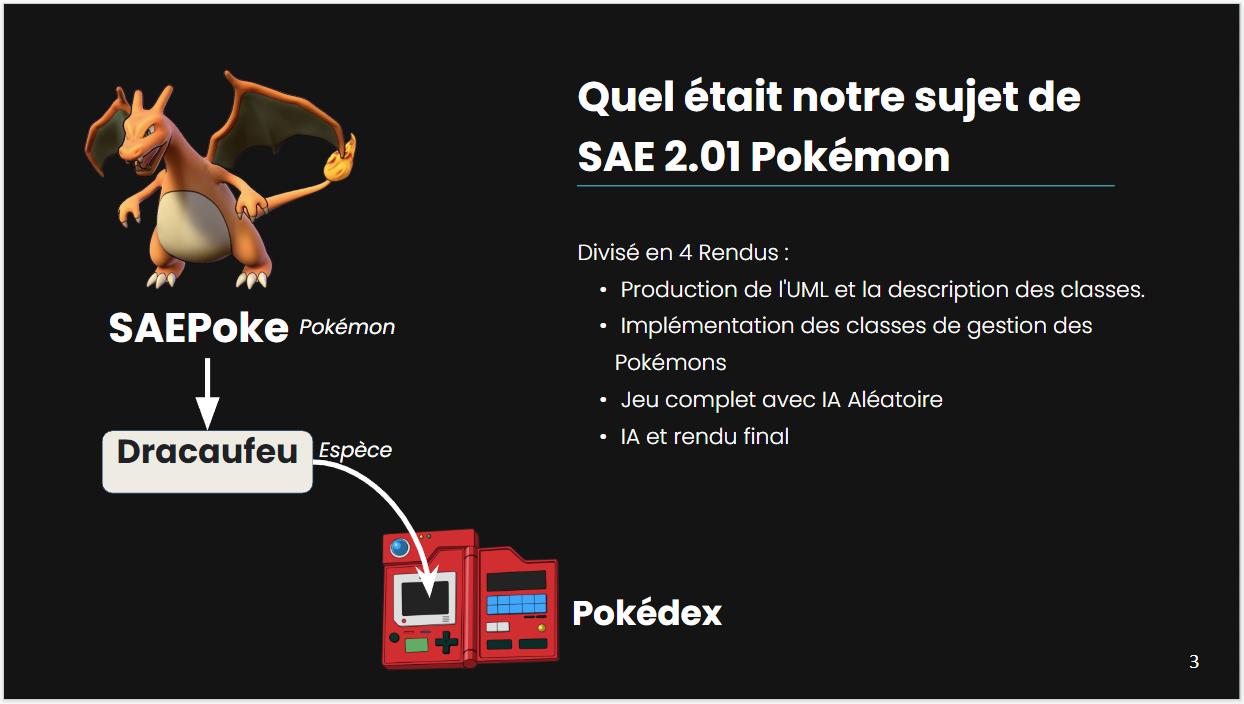 Quel était notre sujet de
SAE 2.01 Pokémon
Divisé en 4 Rendus :
• Production de l'UML et la description des classes.
• Implémentation des classes de gestion des
Pokémons
• Jeu complet avec IA Aléatoire
• IA et rendu final
SAEPoke Pokémon
Dracaufeu Espèce
Pokédex
3